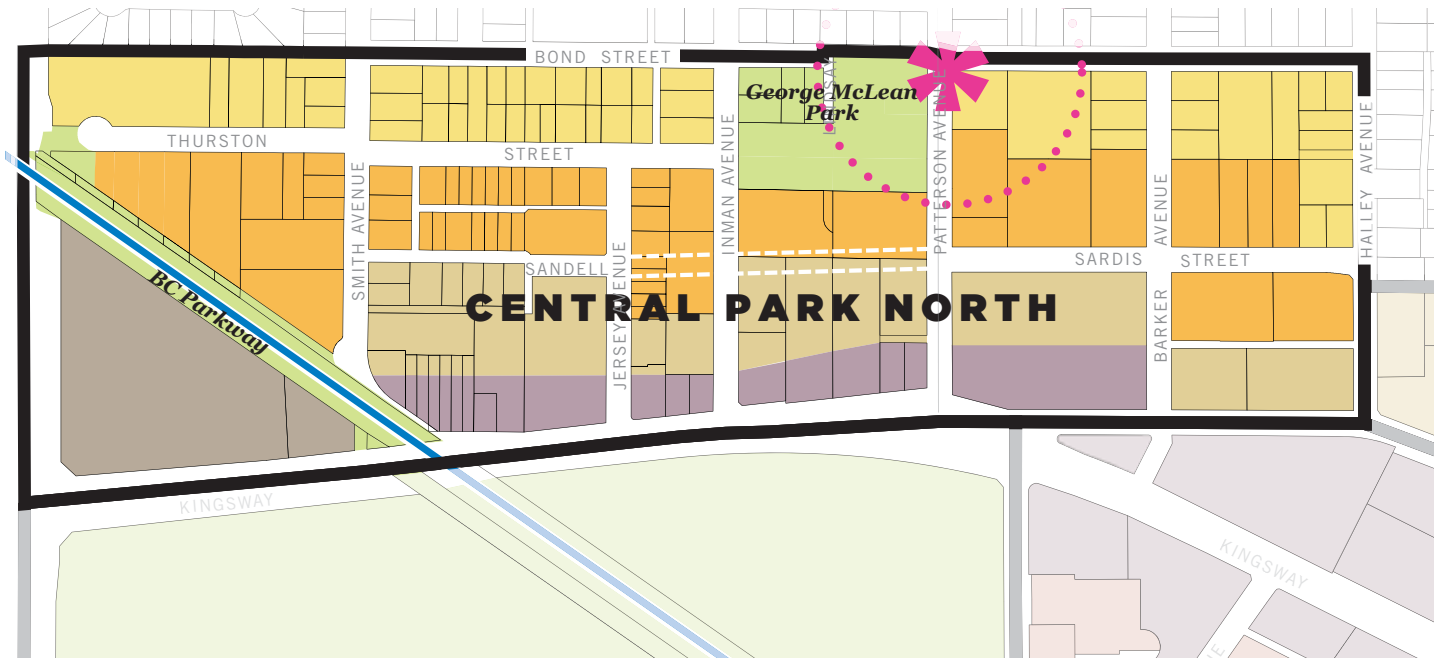 BOND STREET
LINDSAY
George McLean
Park
THURSTON
STREET
SMITH AVENUE
INMAN AVENUE
PATTERSON AVENUE
AVENUE
HALLEY AVENUE
SANDELL
SARDIS STREET
JERSEY AVENUE
BARKER
BC Parkway
CENTRAL PARK NORTH
KINGSWAY
KINGSWAY